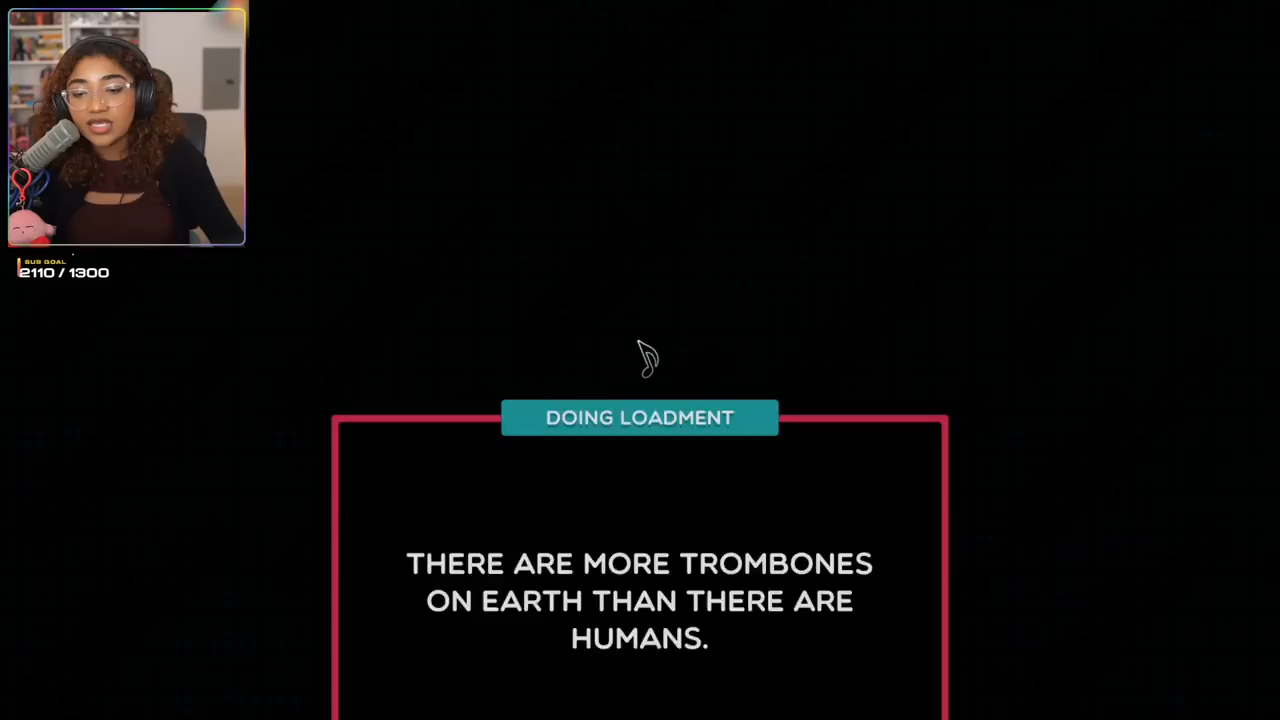 SUB GOAL
2110 / 1300
DOING LOADMENT
THERE ARE MORE TROMBONES
ON EARTH THAN THERE ARE
HUMANS.